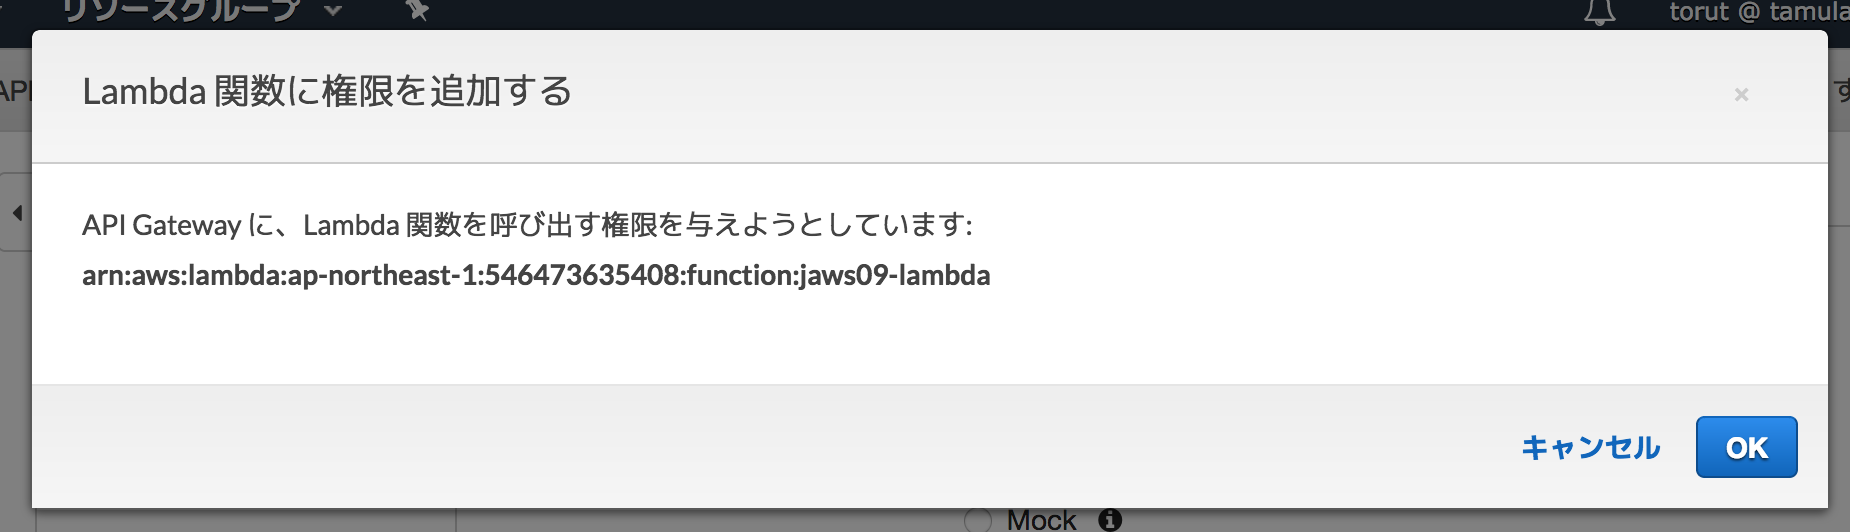 リソースグループ
torut @ tamula
API
Lambda 関数に権限を追加する
×
す
API Gateway に、Lambda 関数を呼び出す権限を与えようとしています:
arn:aws:lambda:ap-northeast-1:546473635408:function:jaws09-lambda
キャンセル
OK
Mock